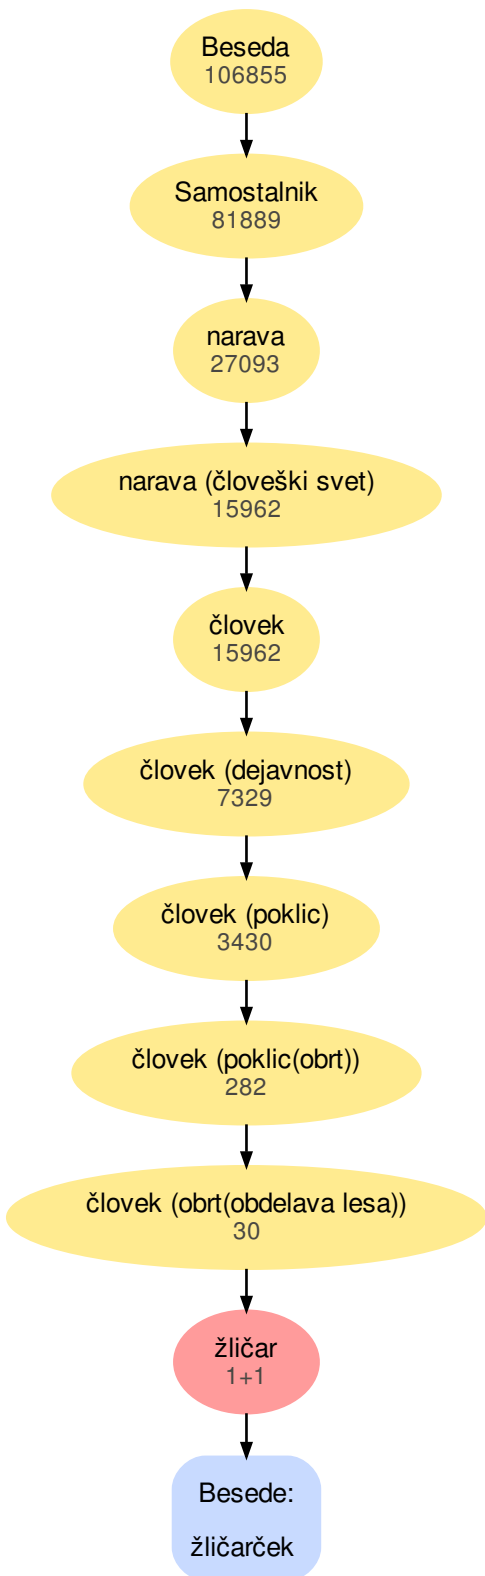 Beseda
106855
Samostalnik
81889
narava
27093
narava (človeški svet)
15962
človek
15962
človek (dejavnost)
7329
človek (poklic)
3430
človek (poklic(obrt))
282
človek (obrt(obdelava lesa))
30
žličar
1+1
Besede:
žličarček